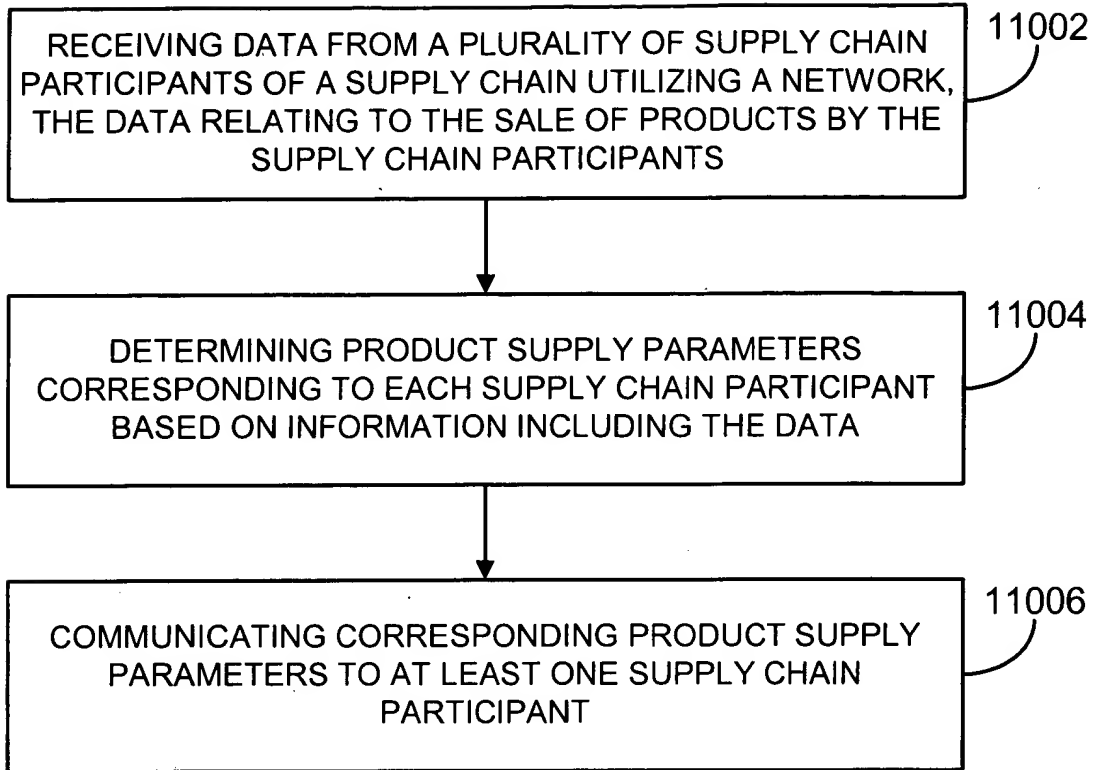 RECEIVING DATA FROM A PLURALITY OF SUPPLY CHAIN
PARTICIPANTS OF A SUPPLY CHAIN UTILIZING A NETWORK,
THE DATA RELATING TO THE SALE OF PRODUCTS BY THE
SUPPLY CHAIN PARTICIPANTS
11002
DETERMINING PRODUCT SUPPLY PARAMETERS
CORRESPONDING TO EACH SUPPLY CHAIN PARTICIPANT
BASED ON INFORMATION INCLUDING THE DATA
11004
COMMUNICATING CORRESPONDING PRODUCT SUPPLY
PARAMETERS TO AT LEAST ONE SUPPLY CHAIN
PARTICIPANT
11006